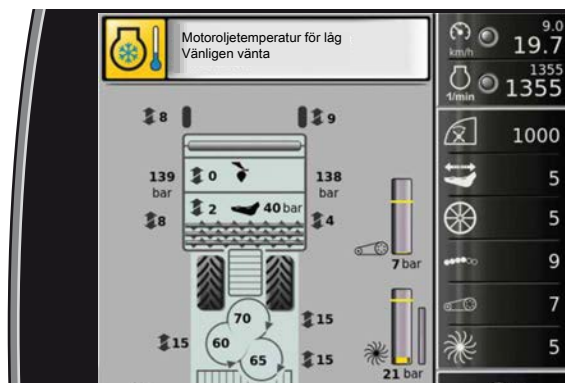 Motoroljetemperatur för låg
Vänligen vänta
km/h
9.0
19.7
1/min
1355
1355
8
9
1000
139
bar
0
138
bar
5
8
2
40 bar
4
5
7 bar
9
70
15
7
15
60
65
15
21 bar
5